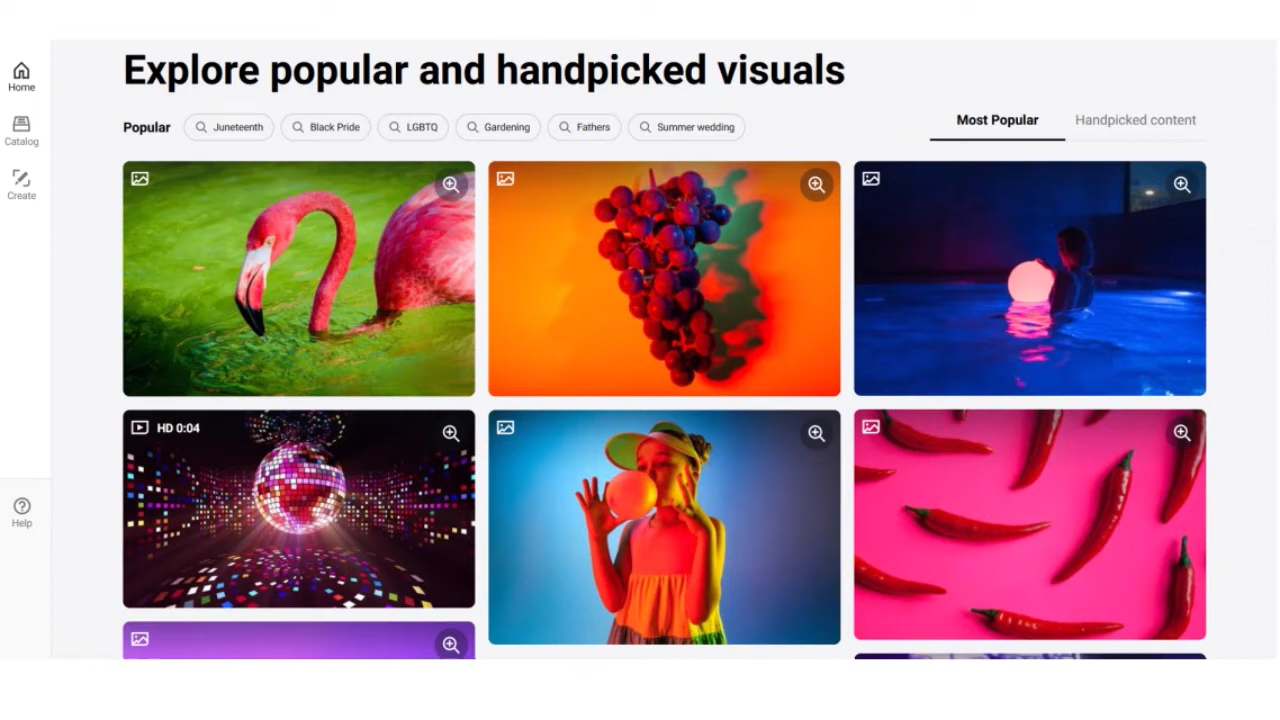 Explore popular and handpicked visuals
Home
Popular
Juneteenth
Black Pride
LGBTQ
Gardening
Fathers
Summer wedding
Most Popular
Handpicked content
Catalog
Create
HD 0:04
Help